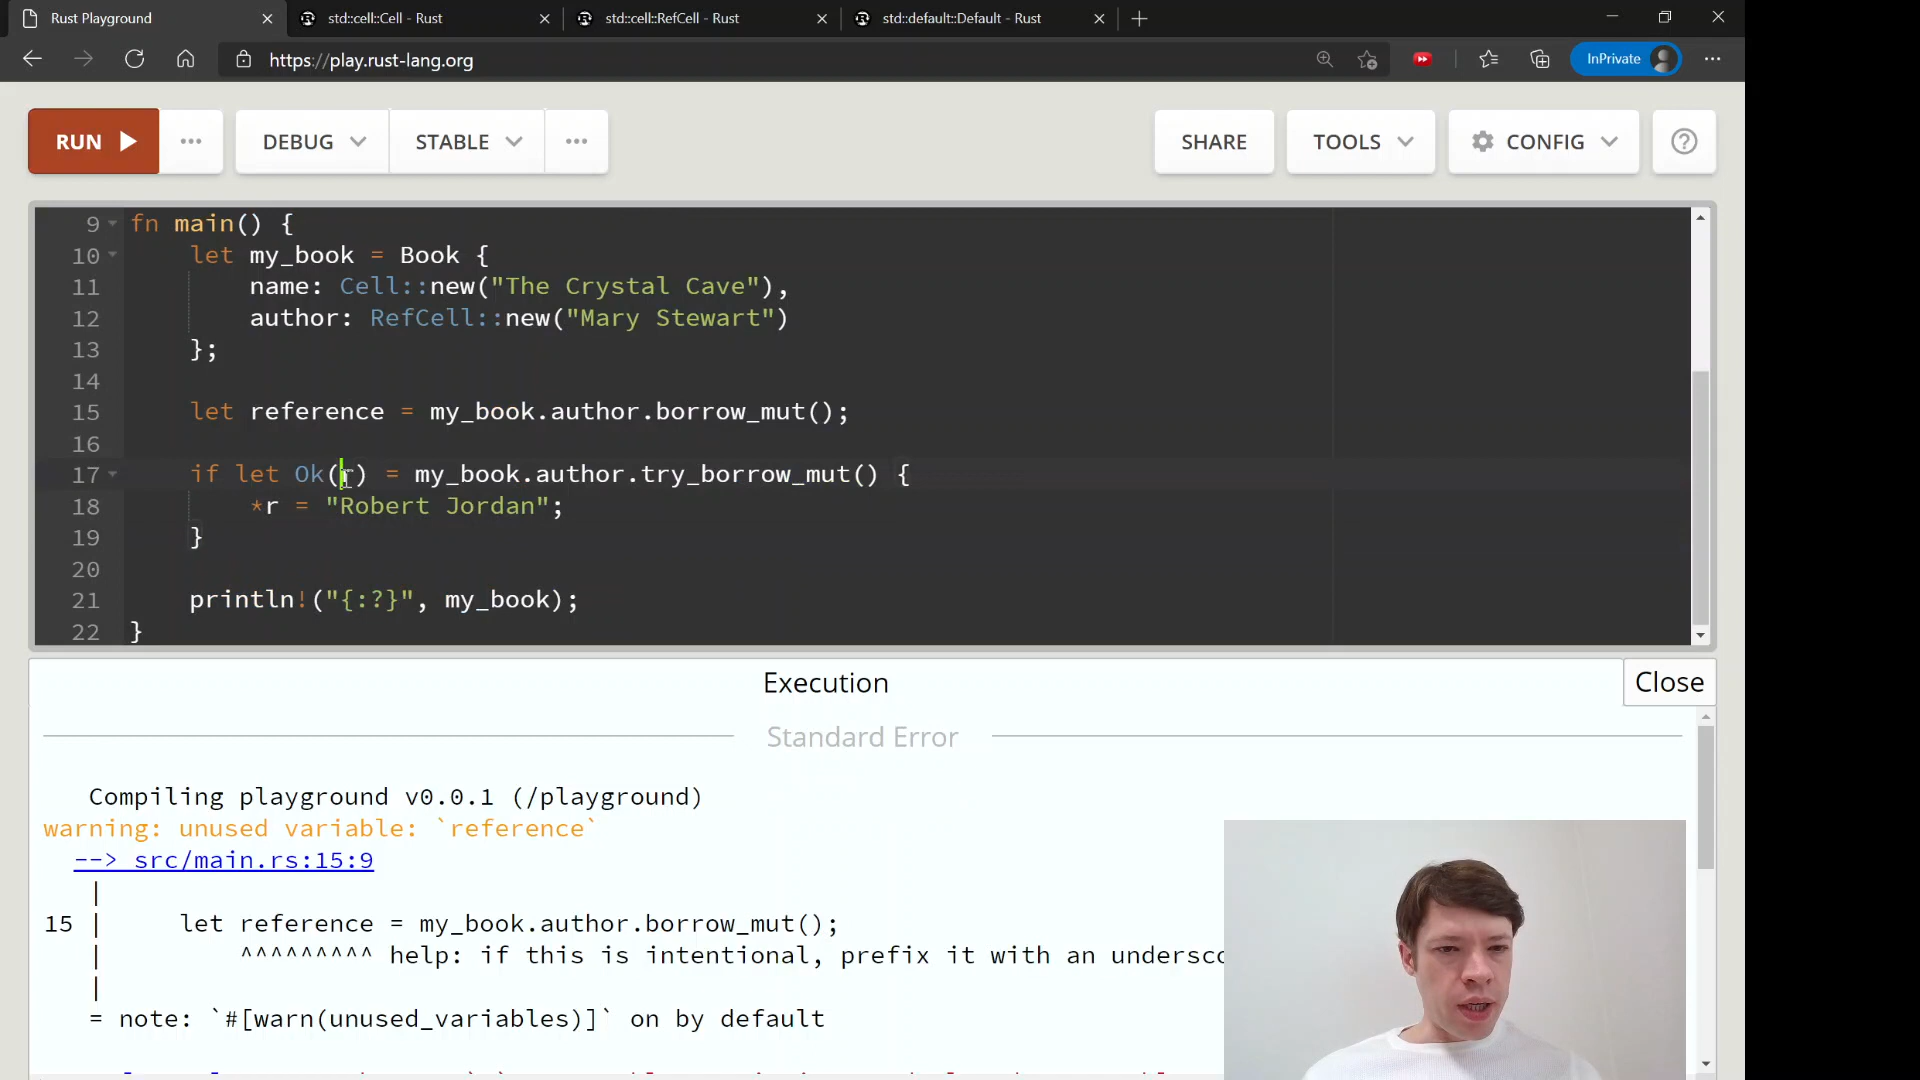 Rust Playground
std::cell::Cell - Rust
std::cell::RefCell - Rust
std::default::Default - Rust
https://play.rust-lang.org
InPrivate
RUN
DEBUG
STABLE
SHARE
TOOLS
CONFIG
9 fn main() {
10 let my_book = Book {
11 name: Cell::new("The Crystal Cave"),
12 author: RefCell::new("Mary Stewart")
13 };
14
15 let reference = my_book.author.borrow_mut();
16
17 if let Ok(r) = my_book.author.try_borrow_mut() {
18 *r = "Robert Jordan";
19 }
20
21 println!("{:?}", my_book);
22 }
Execution
Close
Standard Error
Compiling playground v0.0.1 (/playground)
warning: unused variable: `reference`
--> src/main.rs:15:9
|
15 | let reference = my_book.author.borrow_mut();
| ^^^^^^^^^ help: if this is intentional, prefix it with an undersco
|
= note: `#[warn(unused_variables)]` on by default